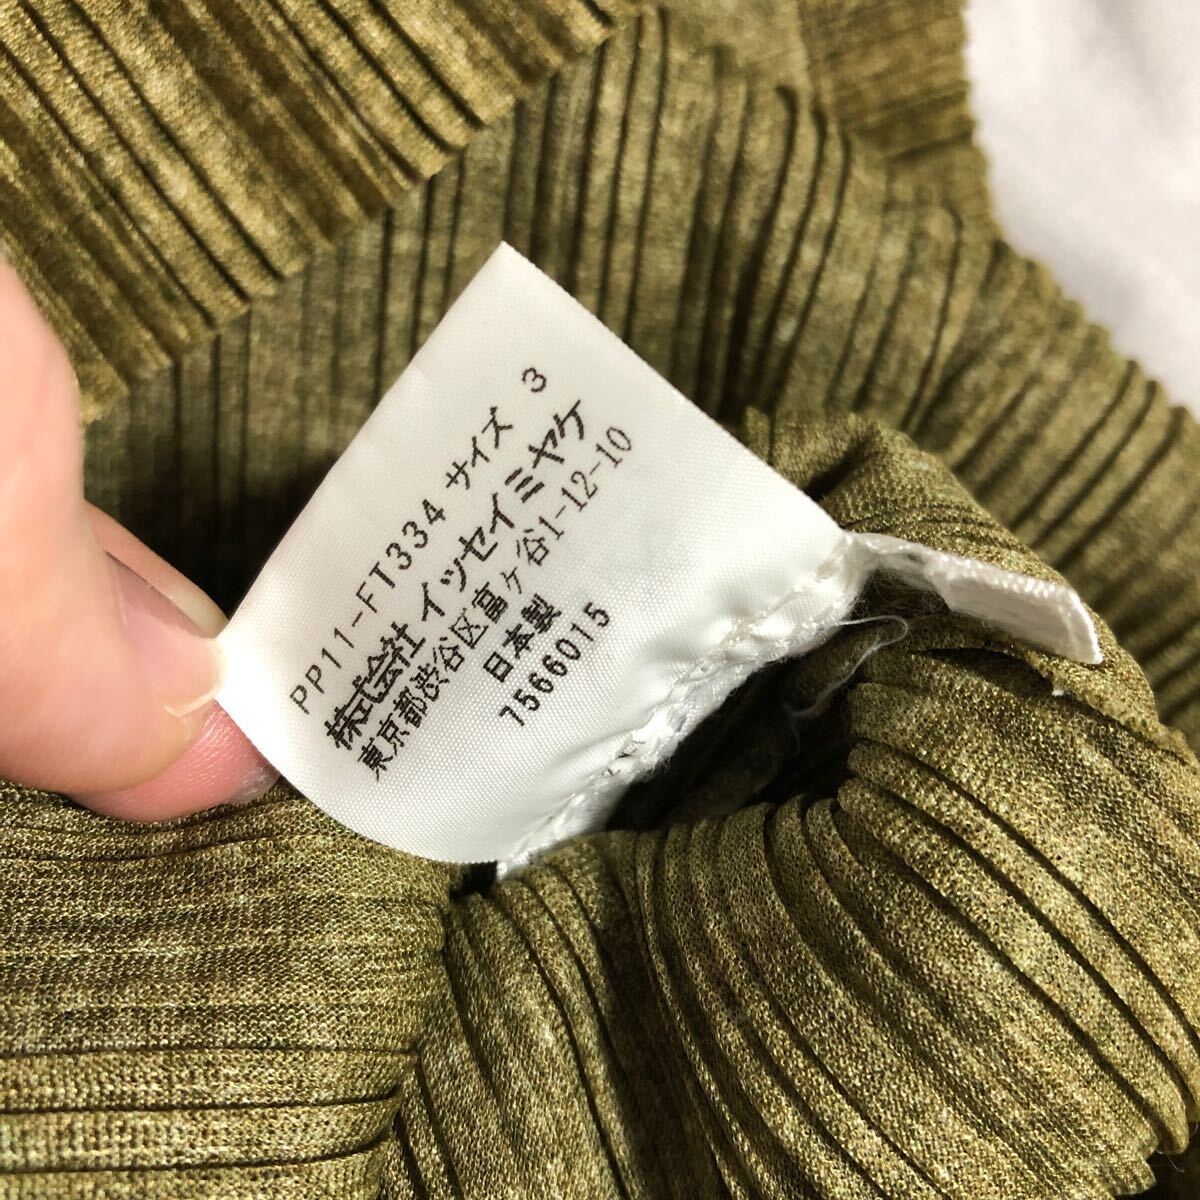 PP11-FT334 サイズ 3
株式会社 イッセイミヤケ
東京都渋谷区富ヶ谷1-12-10
日本製
7566015